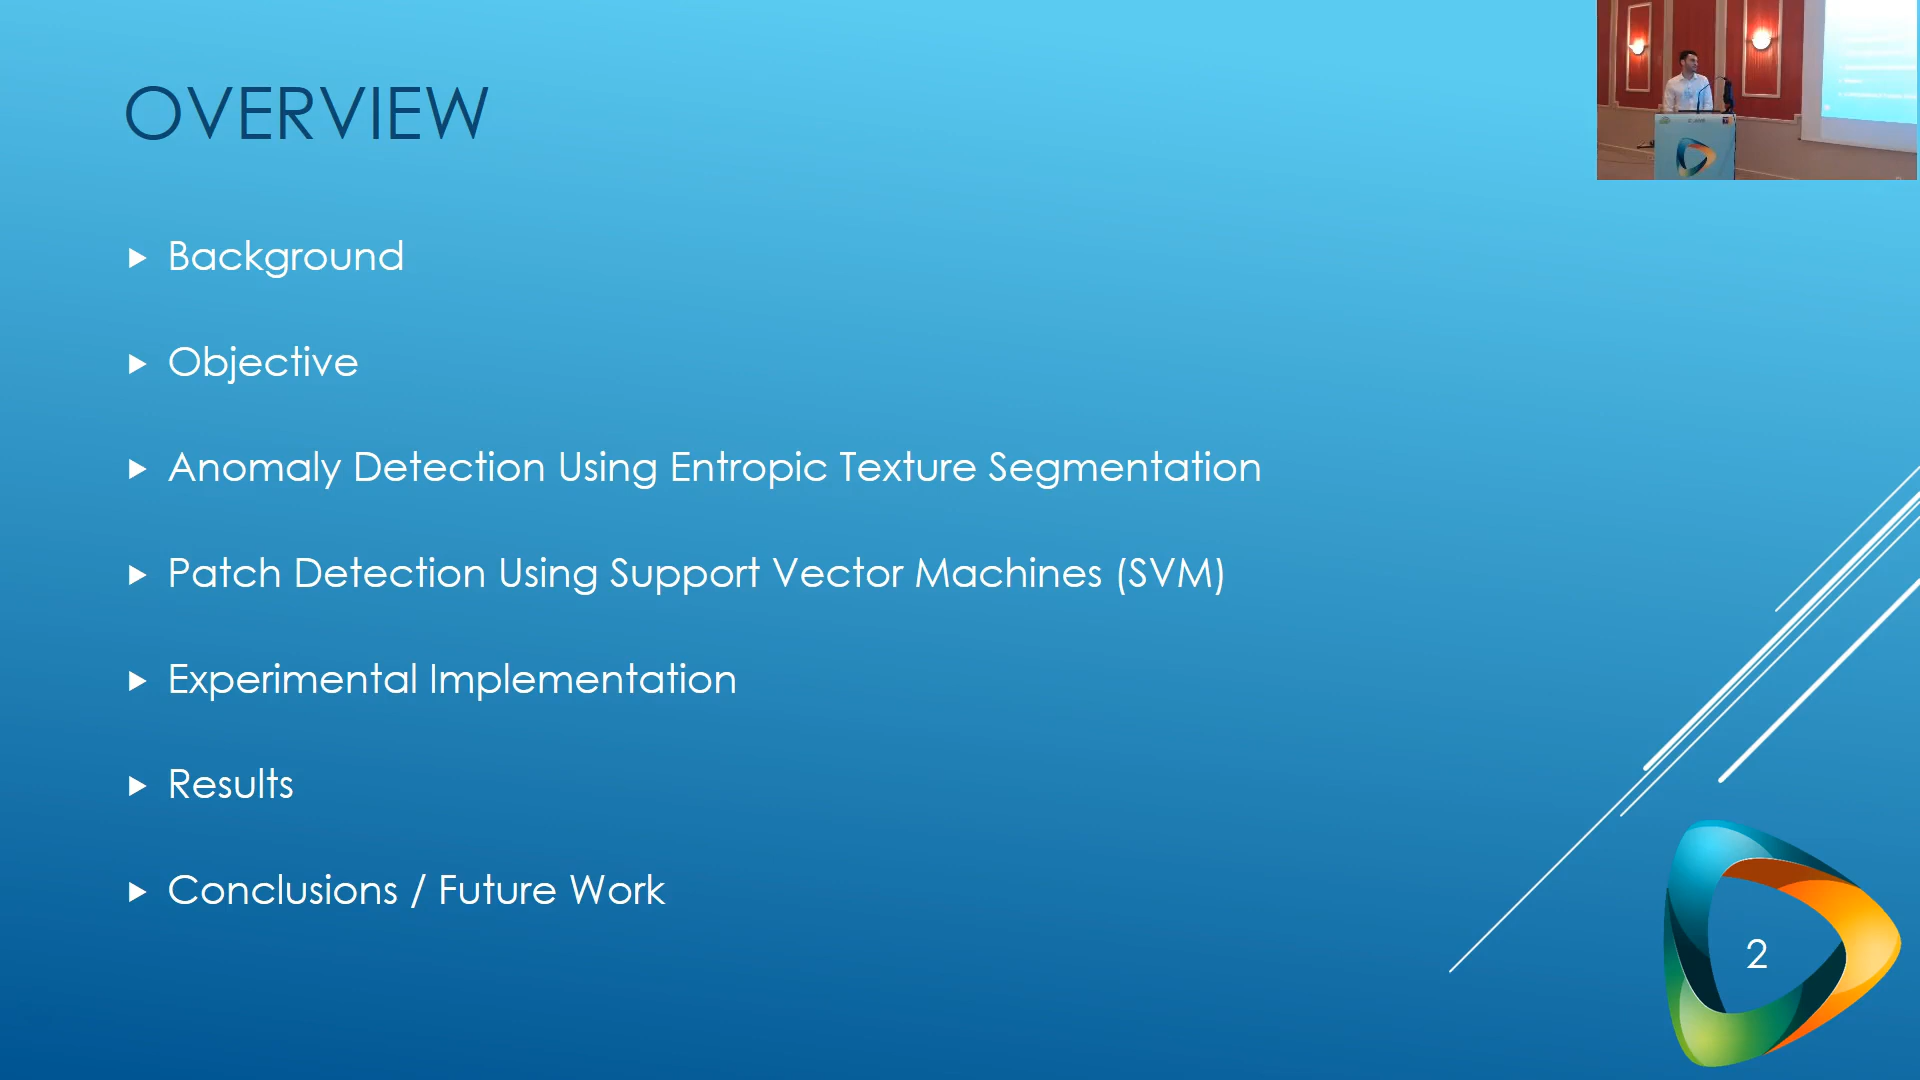 OVERVIEW
Background
Objective
Anomaly Detection Using Entropic Texture Segmentation
Patch Detection Using Support Vector Machines (SVM)
Experimental Implementation
Results
Conclusions / Future Work
2